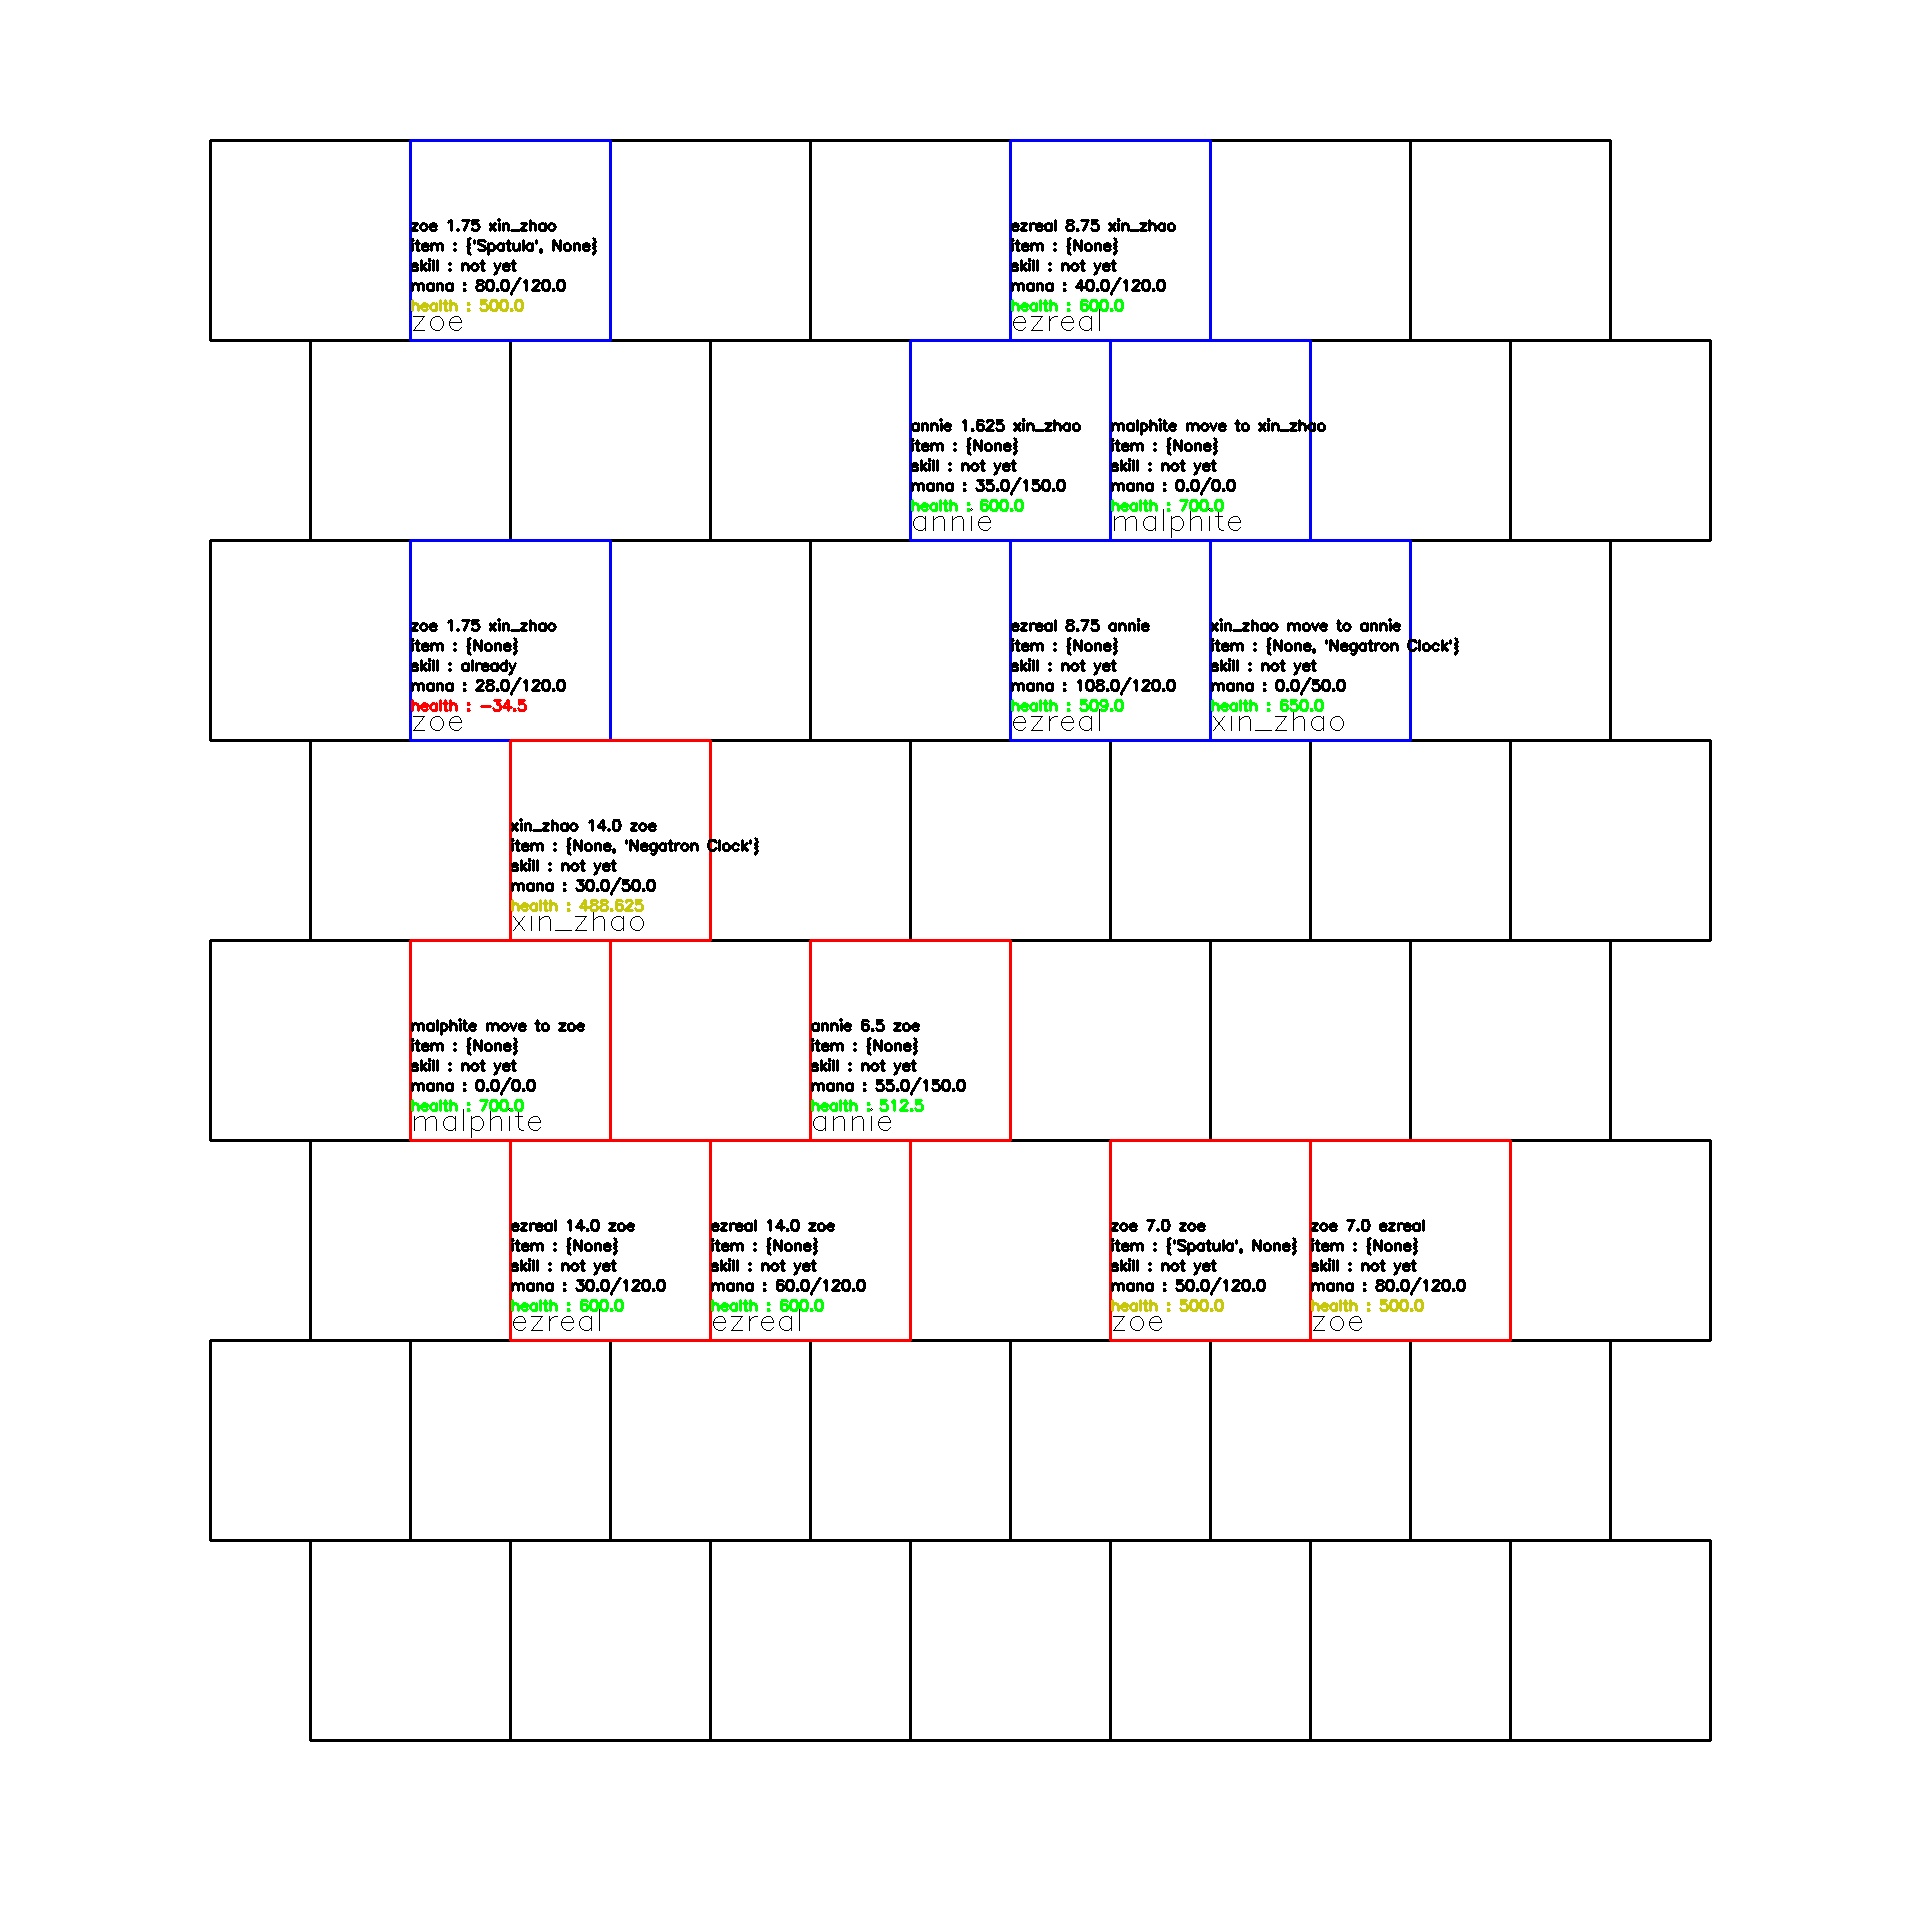 zoe 1.75 xin_zhao
item : {'Spatula', None}
skill : not yet
mana : 80.0/120.0
health : 500.0
zoe
ezreal 8.75 xin_zhao
item : {None}
skill : not yet
mana : 40.0/120.0
health : 600.0
ezreal
annie 1.625 xin_zhao
item : {None}
skill : not yet
mana : 35.0/150.0
health : 600.0
annie
malphite move to xin_zhao
item : {None}
skill : not yet
mana : 0.0/0.0
health : 700.0
malphite
zoe 1.75 xin_zhao
item : {None}
skill : already
mana : 28.0/120.0
health : -34.5
zoe
ezreal 8.75 annie
item : {None}
skill : not yet
mana : 108.0/120.0
health : 509.0
ezreal
xin_zhao move to annie
item : {None, 'Negatron Clock'}
skill : not yet
mana : 0.0/50.0
health : 650.0
xin_zhao
xin_zhao 14.0 zoe
item : {None, 'Negatron Clock'}
skill : not yet
mana : 30.0/50.0
health : 488.625
xin_zhao
malphite move to zoe
item : {None}
skill : not yet
mana : 0.0/0.0
health : 700.0
malphite
annie 6.5 zoe
item : {None}
skill : not yet
mana : 55.0/150.0
health : 512.5
annie
ezreal 14.0 zoe
item : {None}
skill : not yet
mana : 30.0/120.0
health : 600.0
ezreal
ezreal 14.0 zoe
item : {None}
skill : not yet
mana : 60.0/120.0
health : 600.0
ezreal
zoe 7.0 zoe
item : {'Spatula', None}
skill : not yet
mana : 50.0/120.0
health : 500.0
zoe
zoe 7.0 ezreal
item : {None}
skill : not yet
mana : 80.0/120.0
health : 500.0
zoe